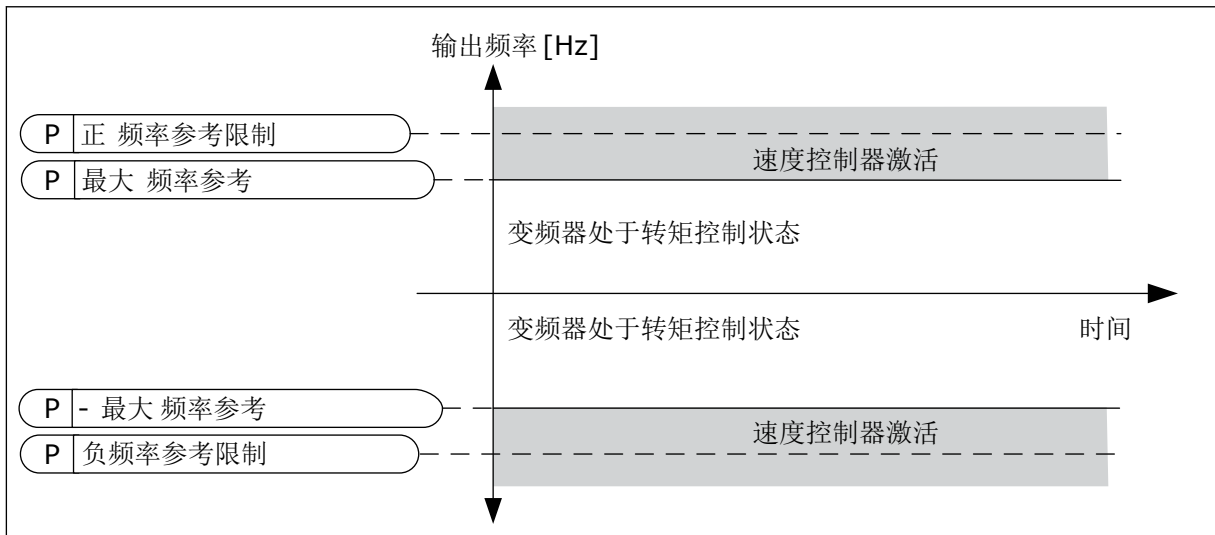 输出频率 [Hz]
P 正 频率参考限制
速度控制器激活
P 最大 频率参考
变频器处于转矩控制状态
变频器处于转矩控制状态
时间
P - 最大 频率参考
速度控制器激活
P 负频率参考限制